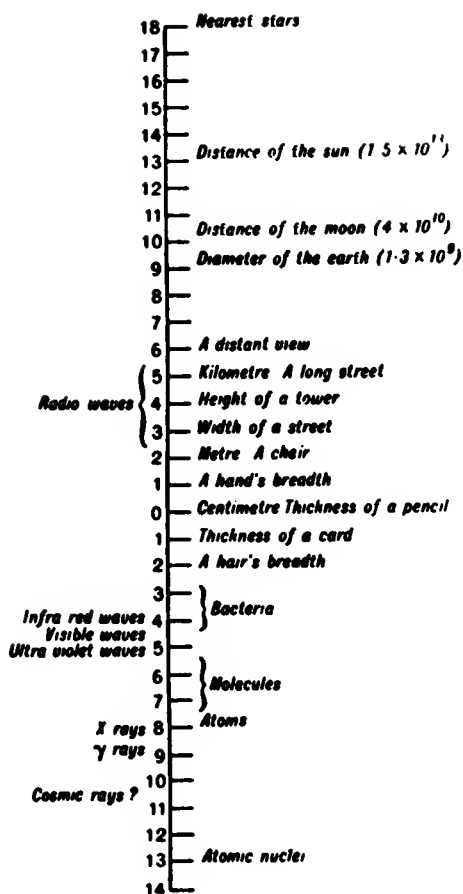 18 Nearest stars
17
16
15
14
13 Distance of the sun (1·5 × 10¹³)
12
11
10 Distance of the moon (4 × 10¹⁰)
9 Diameter of the earth (1·3 × 10⁹)
8
7
6 A distant view
5 Kilometre A long street
Radio waves 4 Height of a tower
3 Width of a street
2 Metre A chair
1 A hand's breadth
0 Centimetre Thickness of a pencil
1 Thickness of a card
2 A hair's breadth
3
Bacteria
Infra red waves 4
Visible waves
Ultra violet waves 5
6
Molecules
7
X rays 8 Atoms
γ rays 9
10
Cosmic rays ?
11
12
13 Atomic nuclei
14